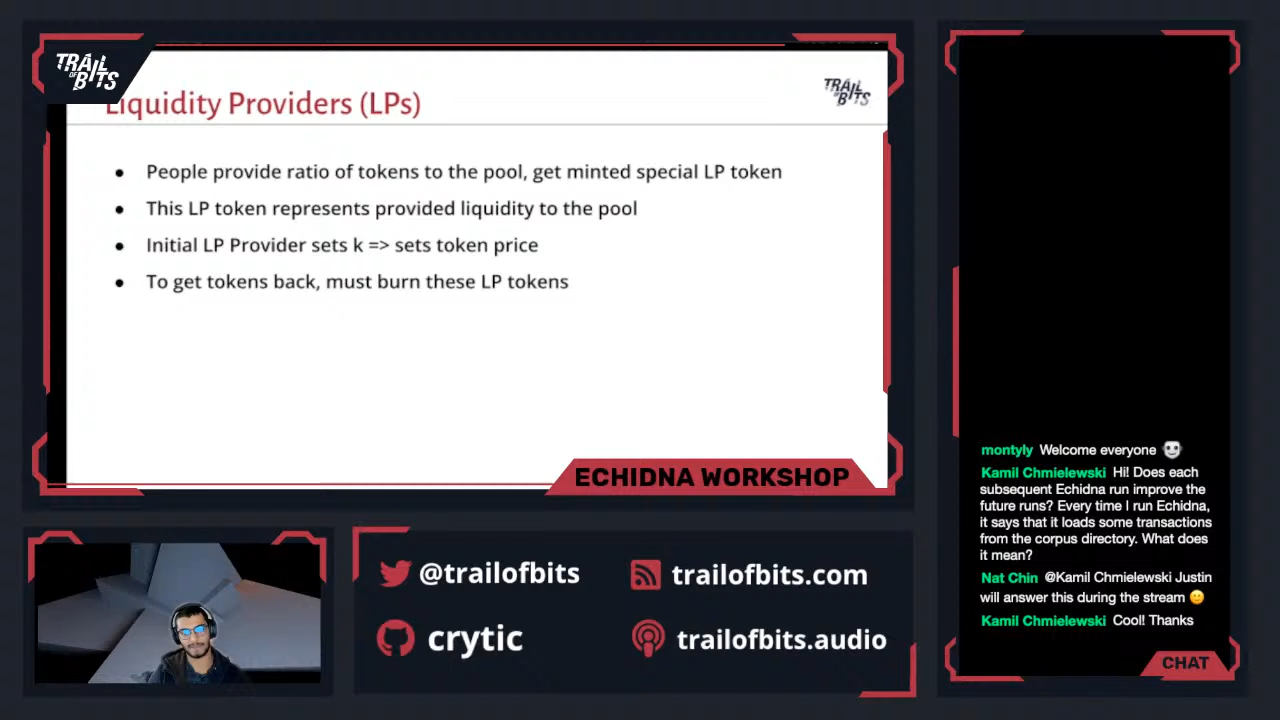 TRAIL
OF
BITS
Liquidity Providers (LPs)
TRAIL
OF
BITS
● People provide ratio of tokens to the pool, get minted special LP token
● This LP token represents provided liquidity to the pool
● Initial LP Provider sets k => sets token price
● To get tokens back, must burn these LP tokens
ECHIDNA WORKSHOP
@trailofbits
trailofbits.com
crytic
trailofbits.audio
montyly Welcome everyone
Kamil Chmielewski Hi! Does each
subsequent Echidna run improve the
future runs? Every time I run Echidna,
it says that it loads some transactions
from the corpus directory. What does
it mean?
Nat Chin @Kamil Chmielewski Justin
will answer this during the stream 🙂
Kamil Chmielewski Cool! Thanks
CHAT